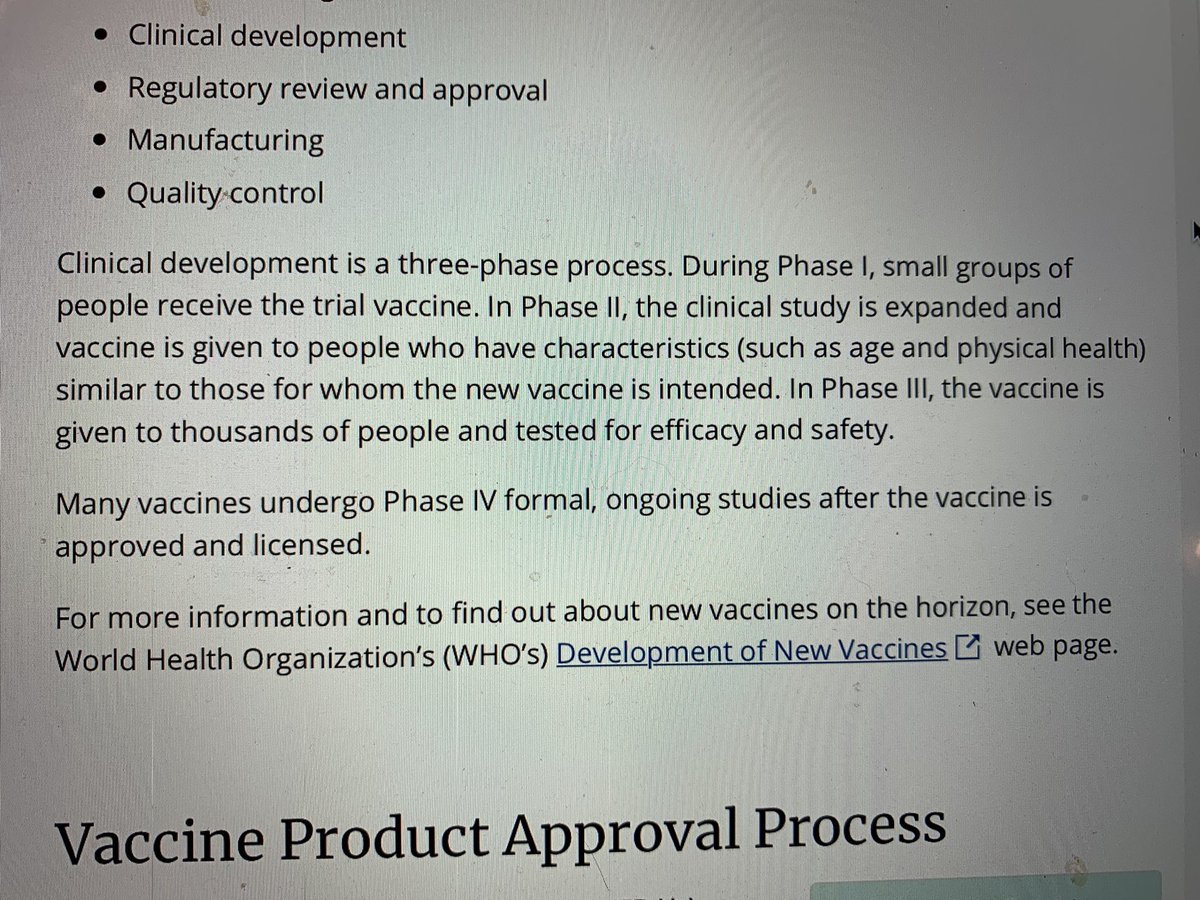 • Clinical development
• Regulatory review and approval
• Manufacturing
• Quality control
Clinical development is a three-phase process. During Phase I, small groups of
people receive the trial vaccine. In Phase II, the clinical study is expanded and
vaccine is given to people who have characteristics (such as age and physical health)
similar to those for whom the new vaccine is intended. In Phase III, the vaccine is
given to thousands of people and tested for efficacy and safety.
Many vaccines undergo Phase IV formal, ongoing studies after the vaccine is
approved and licensed.
For more information and to find out about new vaccines on the horizon, see the
World Health Organization’s (WHO’s) Development of New Vaccines web page.
Vaccine Product Approval Process